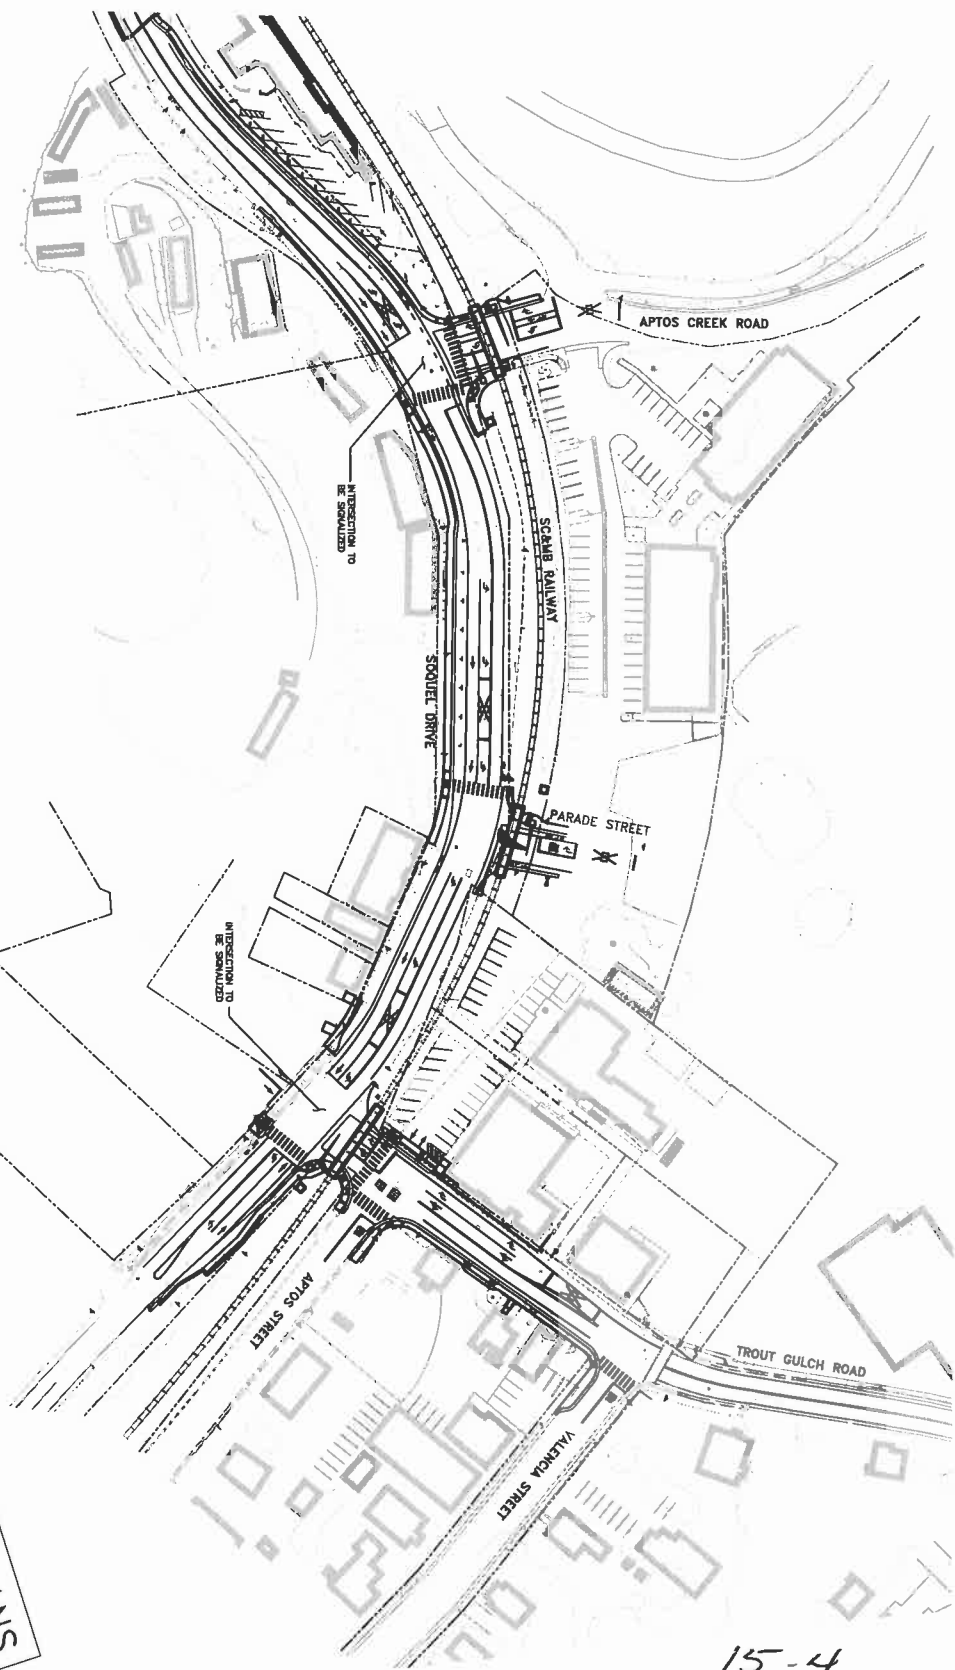 APTOS CREEK ROAD
INTERSECTION TO
BE SIGNALIZED
SC&MB RAILWAY
SOQUEL DRIVE
PARADE STREET
INTERSECTION TO
BE SIGNALIZED
APTOS STREET
TROUT GULCH ROAD
VALENCIA STREET
15-4